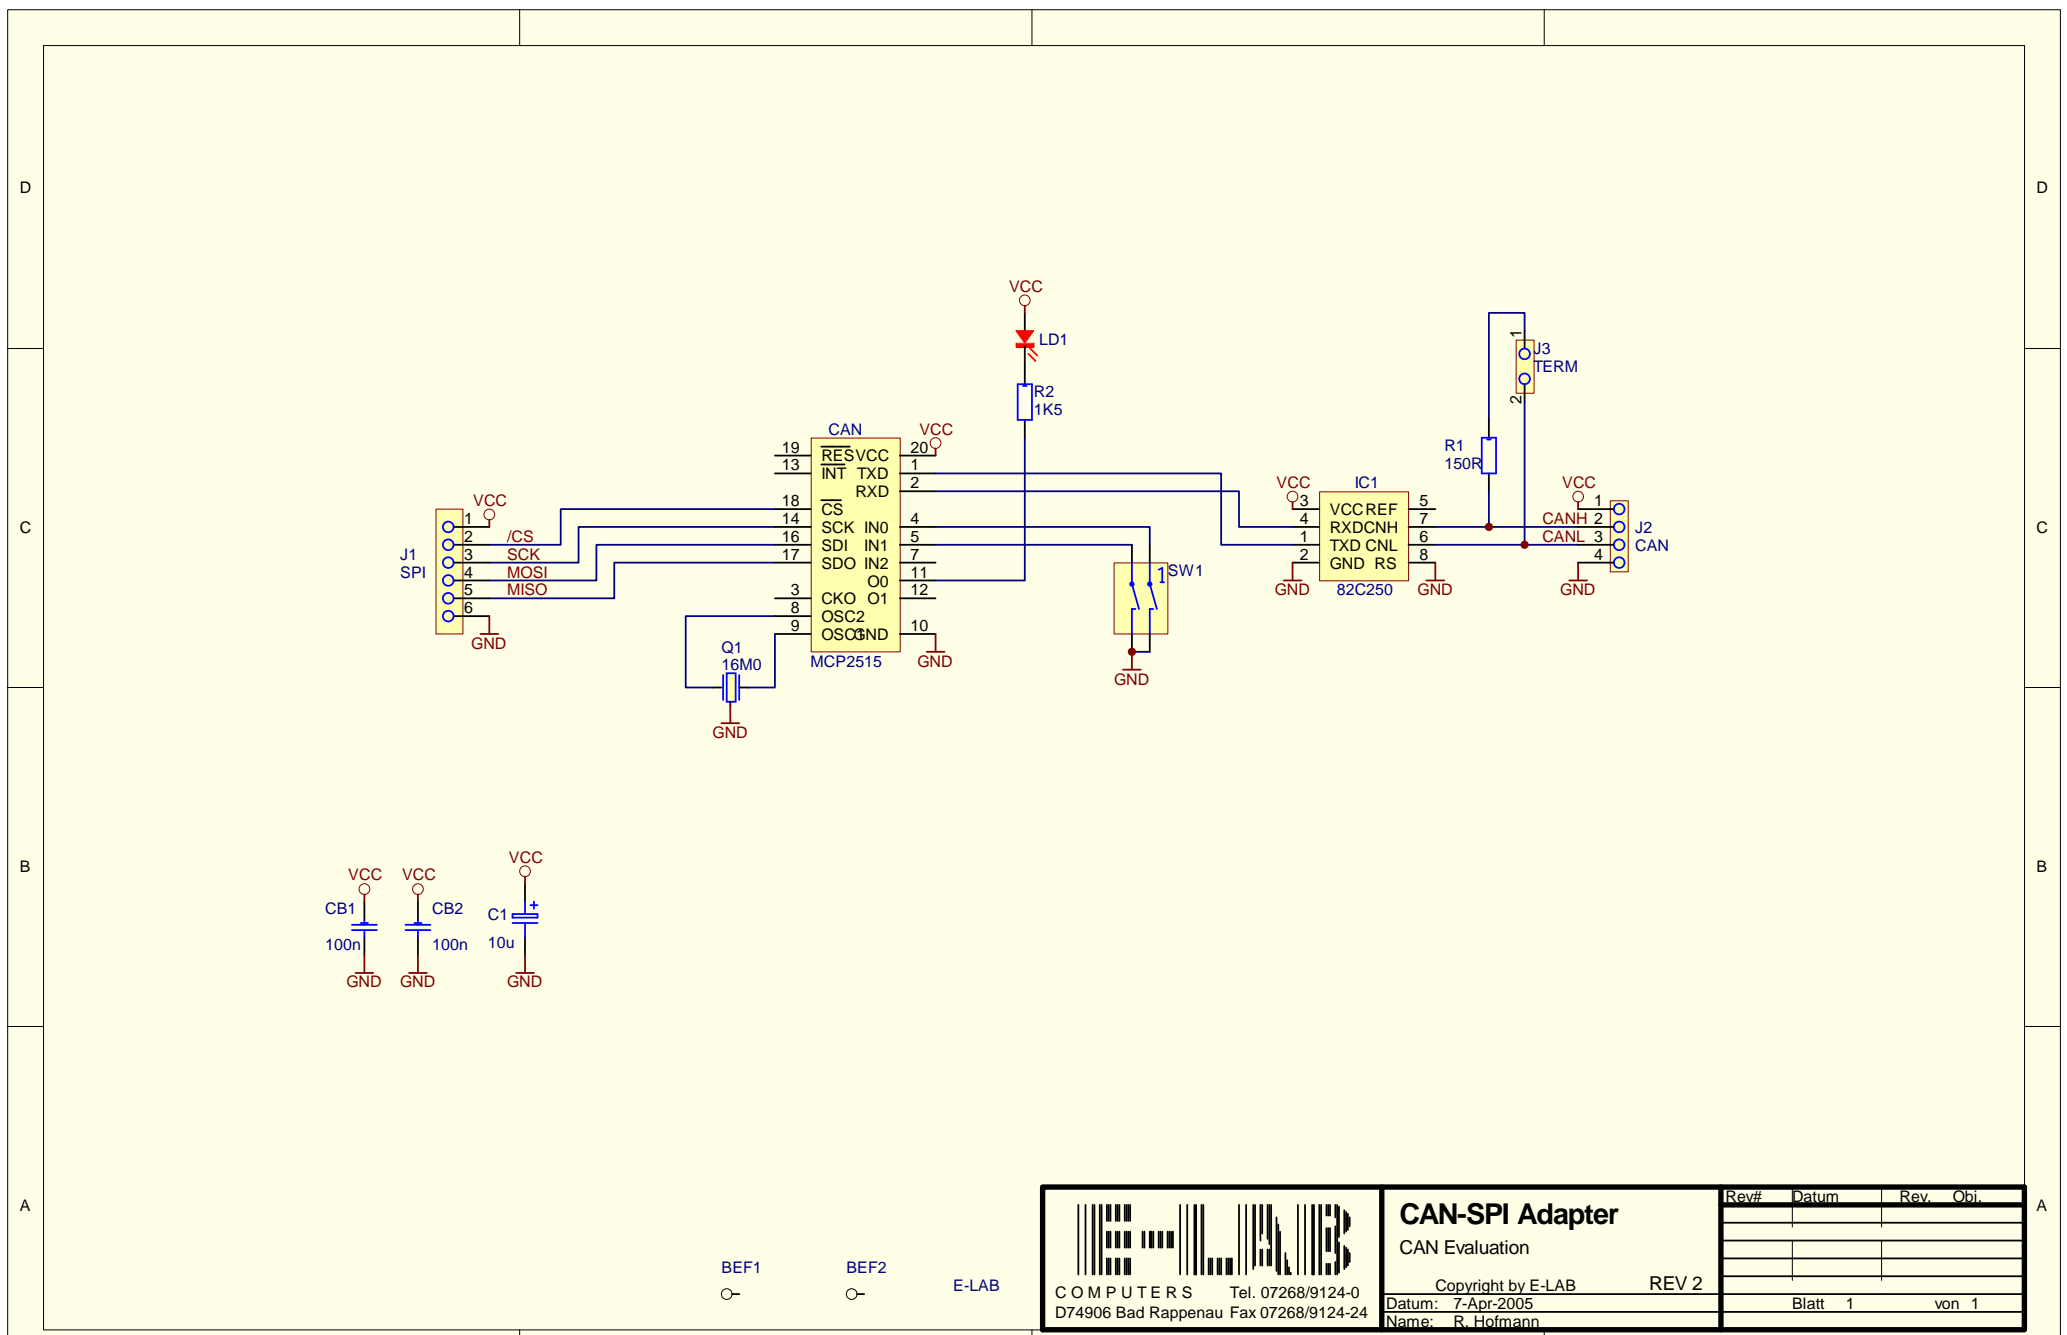 D
D
C
C
B
B
A
A
VCC
LD1
R2
1K5
1
J3
TERM
2
R1
150R
CAN
VCC
19
RES
VCC
20
13
INT
TXD
1
RXD
2
18
CS
14
SCK
IN0
4
16
SDI
IN1
5
17
SDO
IN2
7
O0
11
3
CKO
O1
12
8
OSC2
9
OSC1
GND
10
MCP2515
GND
J1
SPI
1
VCC
2
/CS
3
SCK
4
MOSI
5
MISO
6
GND
Q1
16M0
GND
1
SW1
GND
IC1
VCC
3
VCC
REF
5
4
RXD
CNH
7
1
TXD
CNL
6
2
GND
RS
8
GND
82C250
GND
VCC
1
CANH
2
J2
CANL
3
CAN
4
GND
VCC
CB1
100n
GND
VCC
CB2
100n
GND
VCC
+
C1
10u
GND
BEF1
BEF2
E-LAB
E-LAB
COMPUTERS Tel. 07268/9124-0
D74906 Bad Rappenau Fax 07268/9124-24
CAN-SPI Adapter
CAN Evaluation
Copyright by E-LAB REV 2
Datum: 7-Apr-2005
Name: R. Hofmann
Rev# Datum Rev. Obj.
Blatt 1 von 1